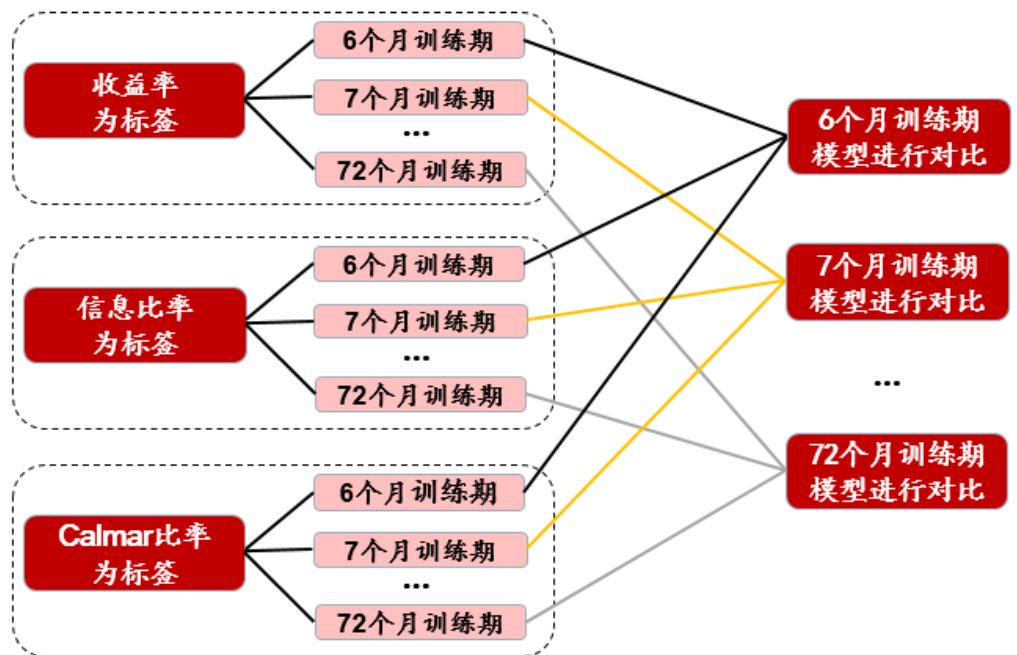 收益率
为标签
6个月训练期
7个月训练期
...
72个月训练期
信息比率
为标签
6个月训练期
7个月训练期
...
72个月训练期
Calmar比率
为标签
6个月训练期
7个月训练期
...
72个月训练期
6个月训练期
模型进行对比
7个月训练期
模型进行对比
...
72个月训练期
模型进行对比